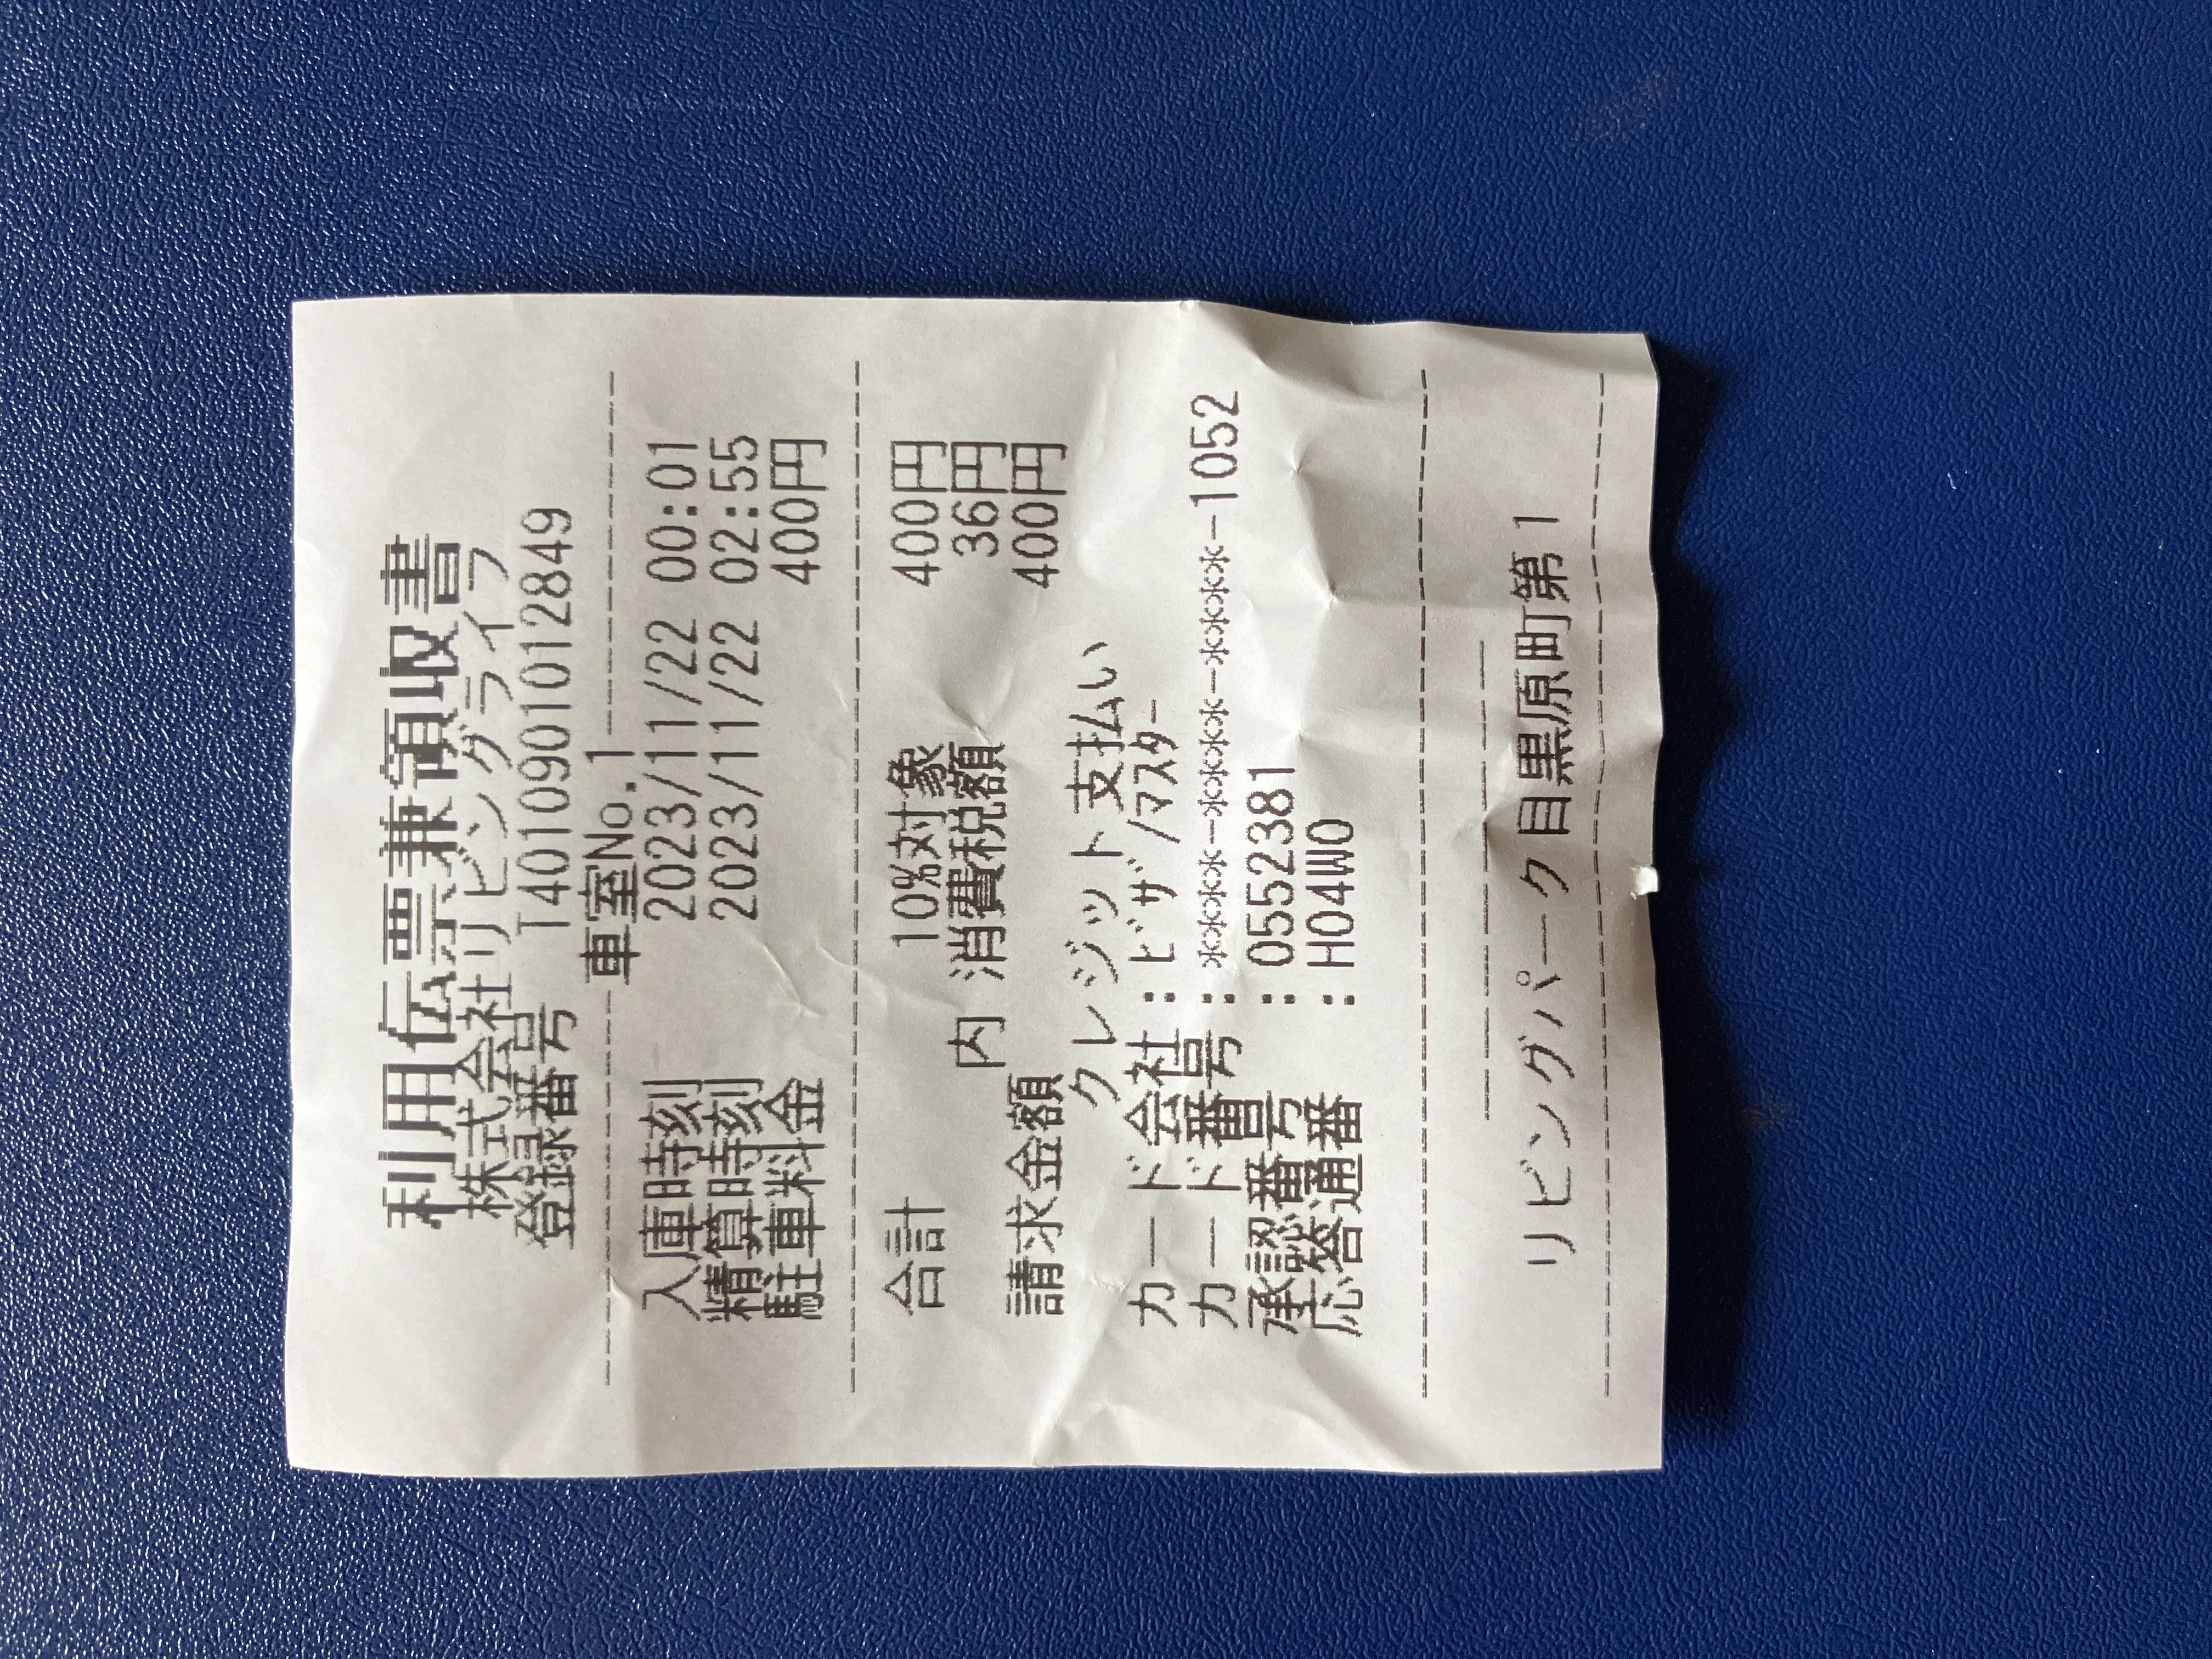 利用伝票兼領収書
株式会社リビングライフ
登録番号 T4010901012849
車室No.1
入庫時刻 2023/11/22 00:01
精算時刻 2023/11/22 02:55
駐車料金 400円
合計 10%対象 400円
内 消費税額 36円
請求金額 400円
クレジット支払い
カード会社:ビザ/マスター
カード番号:****-****-****-1052
承認番号:0552381
応答通番:H04W0
リビングパーク目黒原町第1